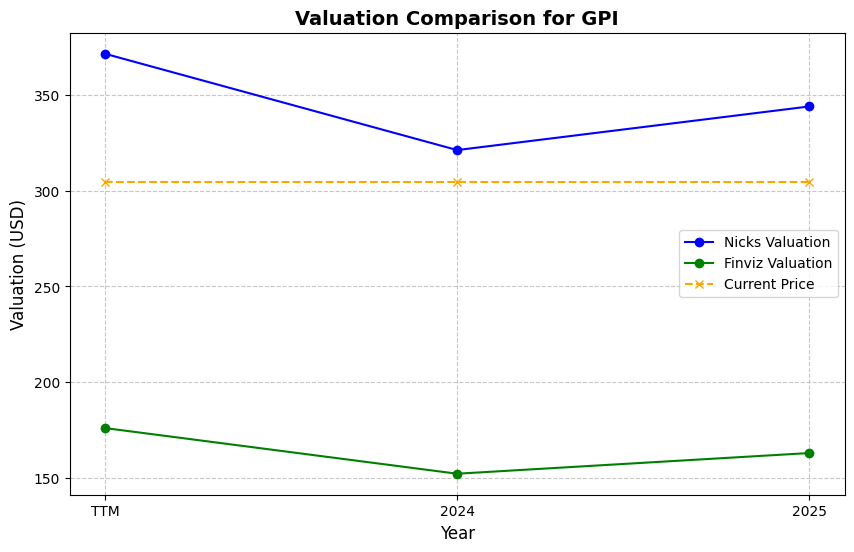 Valuation Comparison for GPI
Valuation (USD)
350
300
250
200
150
Nicks Valuation
Finviz Valuation
Current Price
TTM
2024
2025
Year